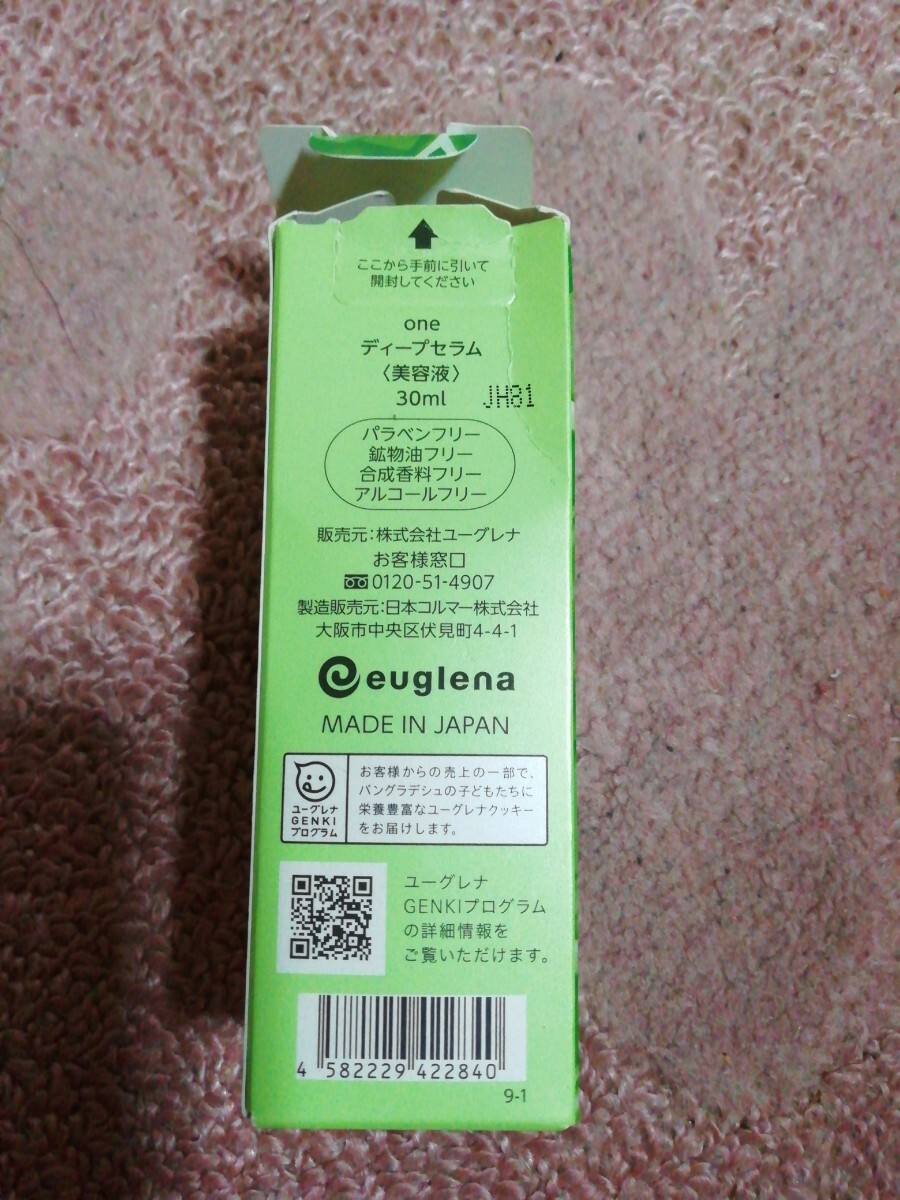 ここから手前に引いて
開封してください
one
ディープセラム
〈美容液〉
30ml
JH81
パラベンフリー
鉱物油フリー
合成香料フリー
アルコールフリー
販売元:株式会社ユーグレナ
お客様窓口
0120-51-4907
製造販売元:日本コルマー株式会社
大阪市中央区伏見町4-4-1
euglena
MADE IN JAPAN
ユーグレナ
GENKI
プログラム
お客様からの売上の一部で、
バングラデシュの子どもたちに
栄養豊富なユーグレナクッキー
をお届けします。
ユーグレナ
GENKIプログラム
の詳細情報を
ご覧いただけます。
4 582229 422840
9-1